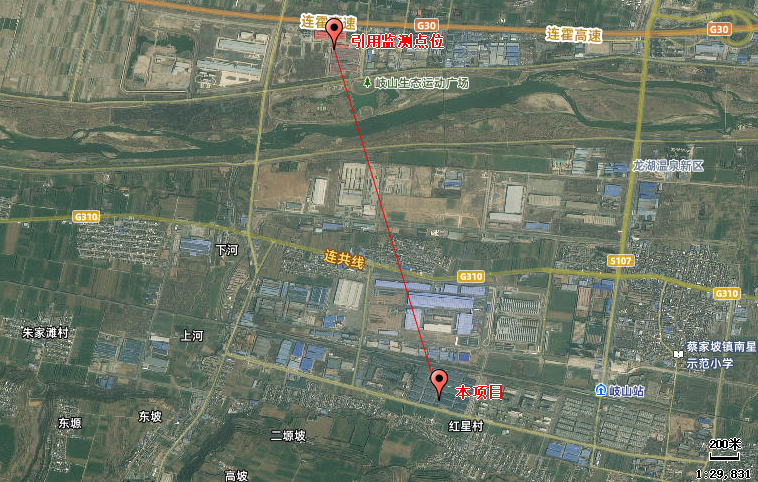 连霍高速
G30
连霍高速
G30
引用监测点位
岐山生态运动广场
龙湖温泉新区
G310
下河
连共线
G310
S107
G310
朱家滩村
上河
蔡家坡镇南星
示范小学
本项目
岐山站
东塬
东坡
二塬坡
红星村
高坡
200米
1:29,831